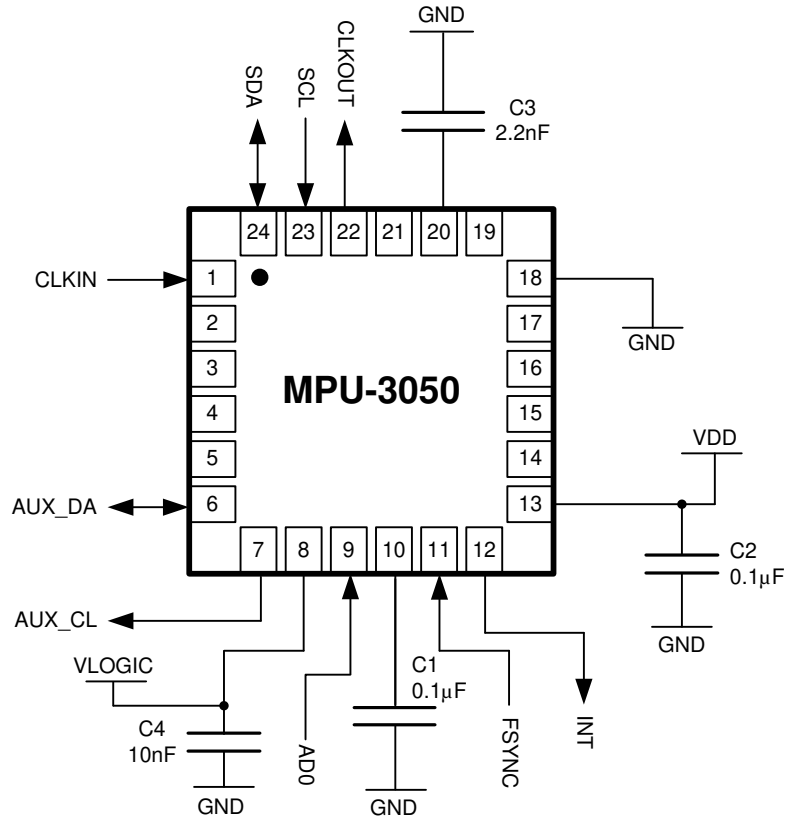 GND
SDA
SCL
CLKOUT
C3
2.2nF
24
23
22
21
20
19
CLKIN
1
2
3
4
5
6
MPU-3050
18
17
16
15
14
13
GND
VDD
AUX_DA
7
8
9
10
11
12
C2
0.1μF
GND
AUX_CL
VLOGIC
C4
10nF
GND
AD0
C1
0.1μF
GND
FSYNC
INT